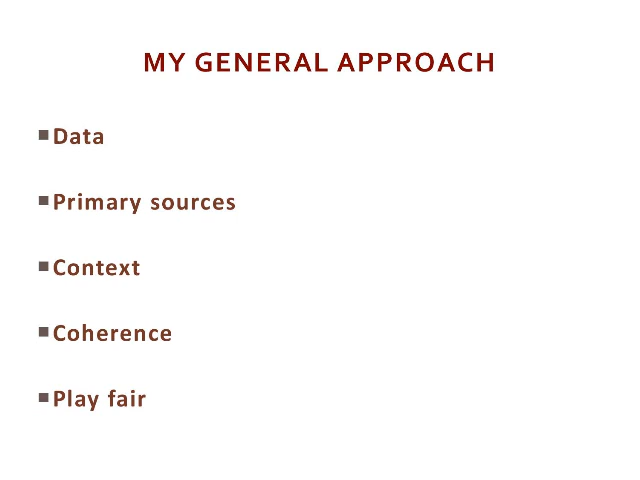 MY GENERAL APPROACH
Data
Primary sources
Context
Coherence
Play fair